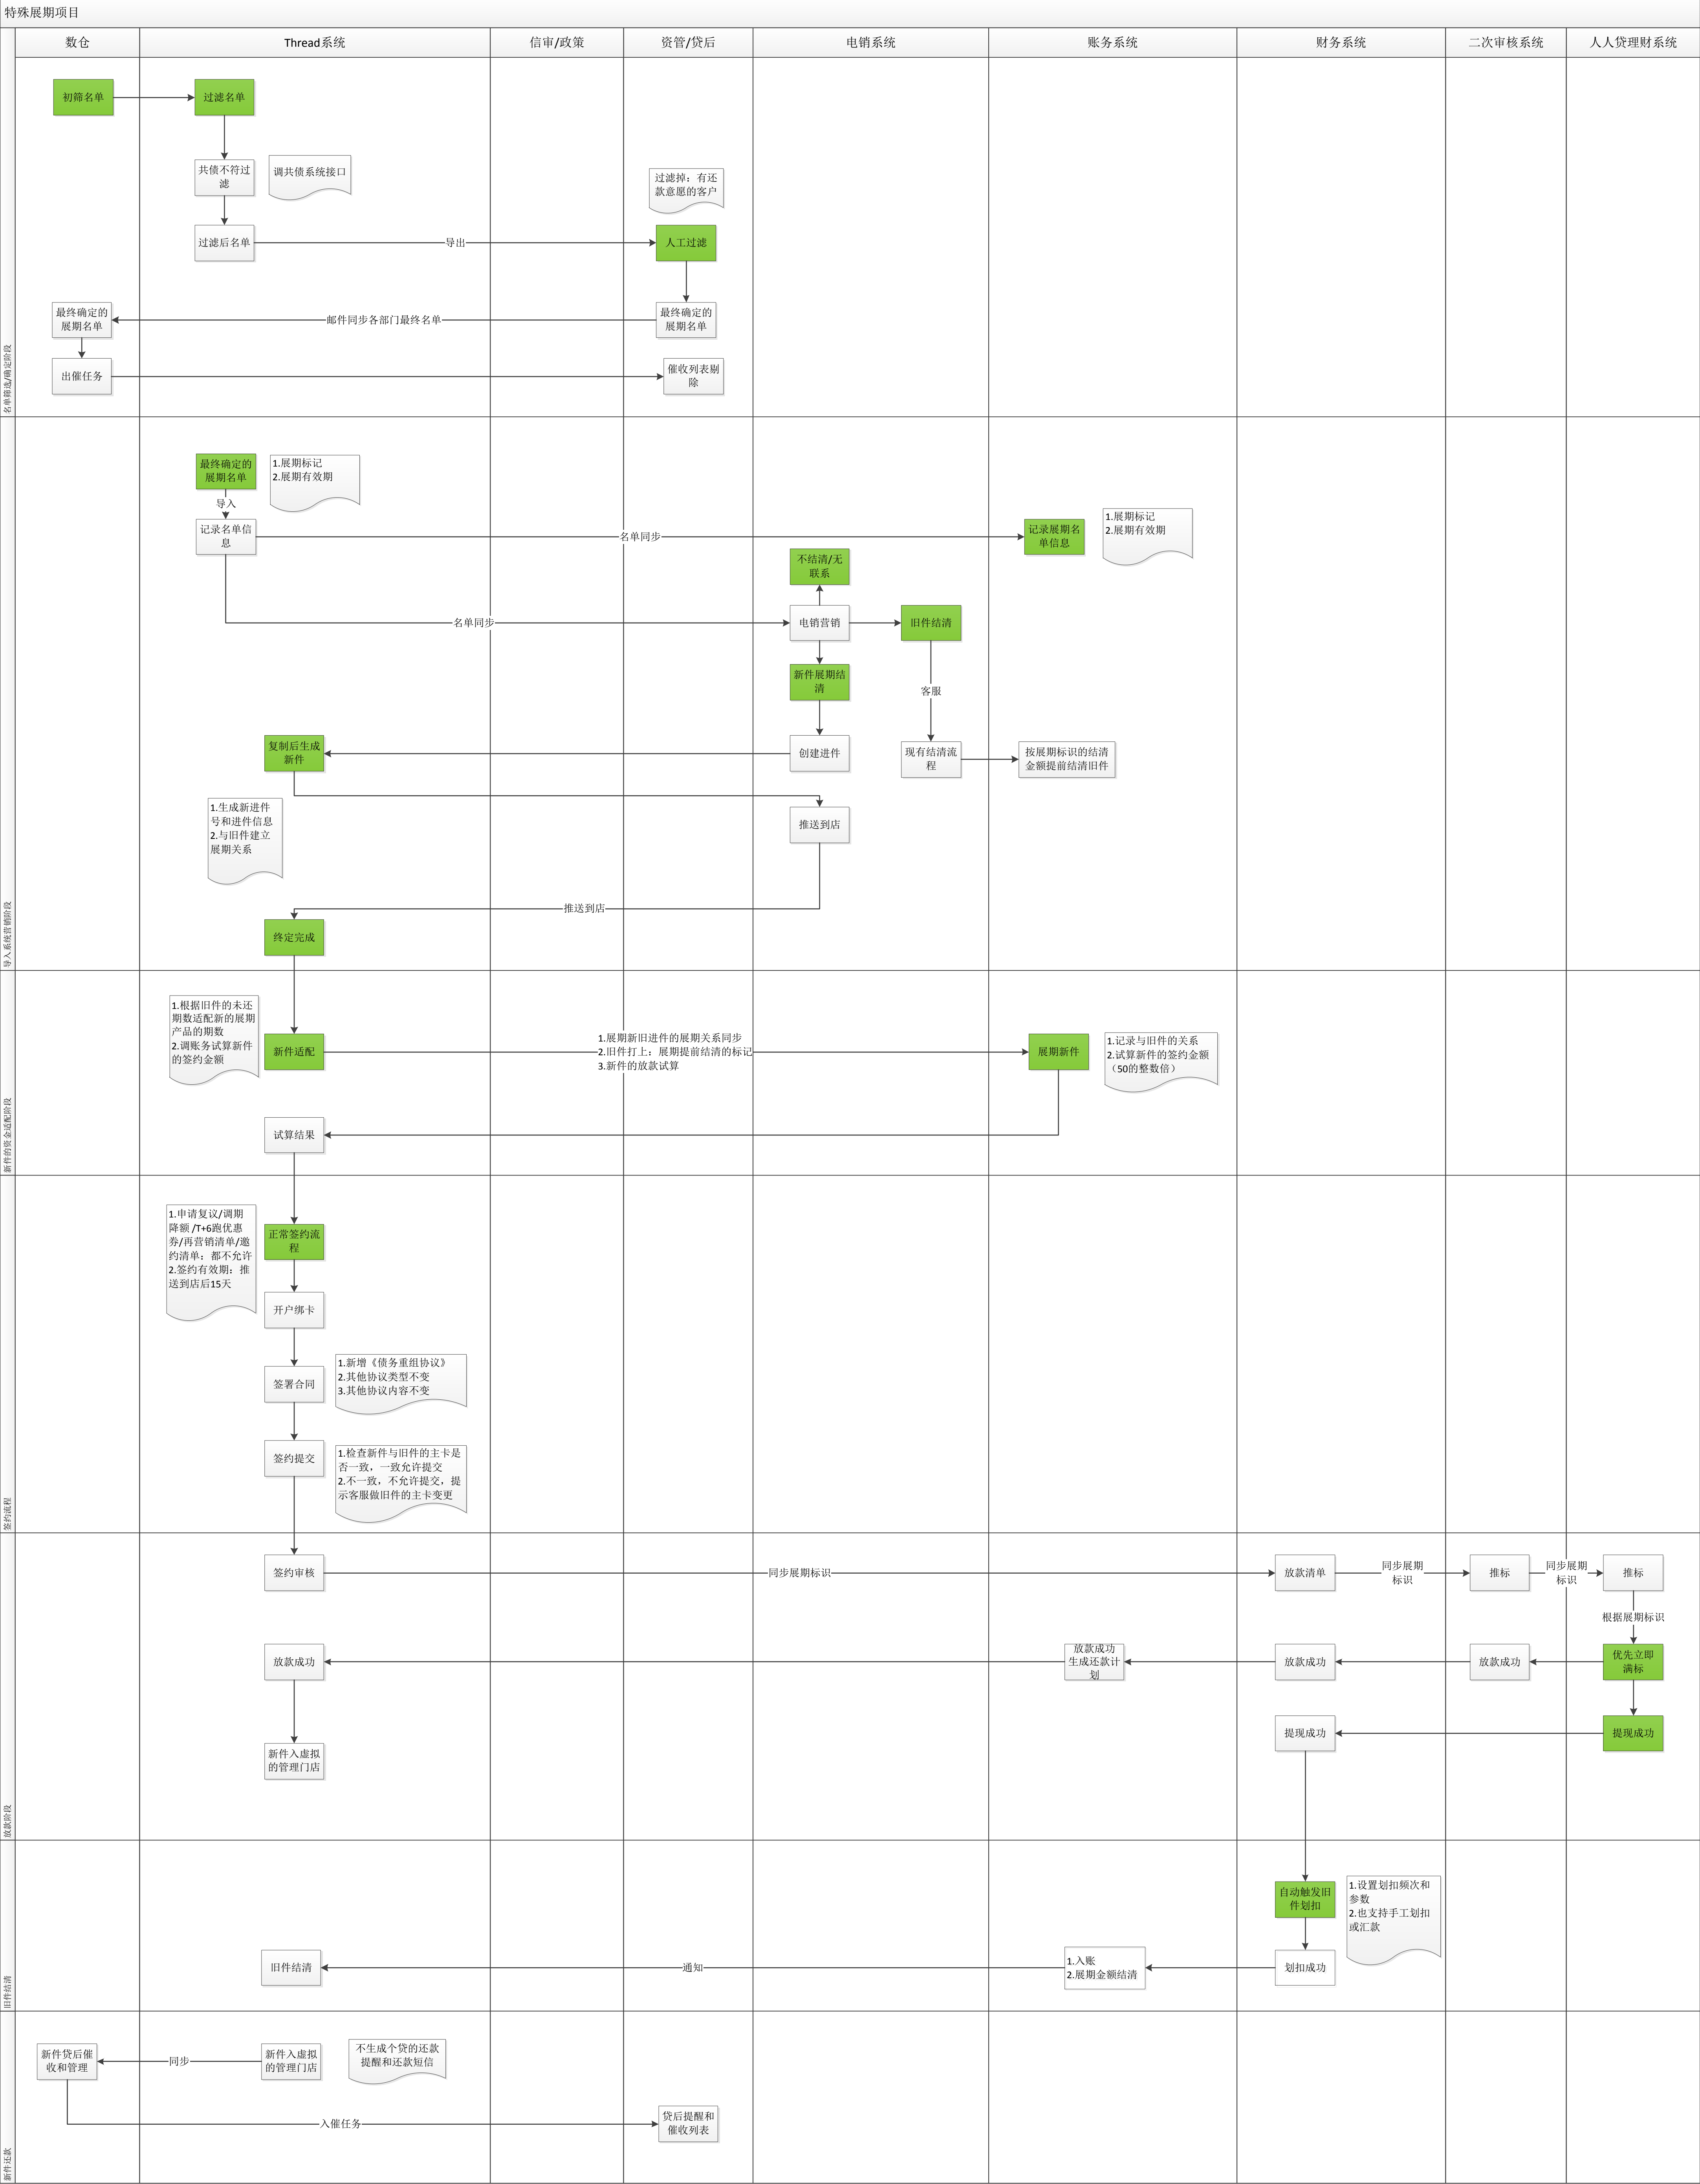 特殊展期项目
数仓
Thread系统
信审/政策
资管/贷后
电销系统
账务系统
财务系统
二次审核系统
人人贷理财系统
名单筛选/确定阶段
初筛名单
过滤名单
共债不符过
滤
调共债系统接口
过滤掉：有还
款意愿的客户
过滤后名单
导出
人工过滤
最终确定的
展期名单
邮件同步各部门最终名单
最终确定的
展期名单
出催任务
催收列表剔
除
导入系统营销阶段
最终确定的
展期名单
1.展期标记
2.展期有效期
导入
记录名单信
息
名单同步
记录展期名
单信息
1.展期标记
2.展期有效期
不结清/无
联系
名单同步
电销营销
旧件结清
新件展期结
清
客服
复制后生成
新件
创建进件
现有结清流
程
按展期标识的结清
金额提前结清旧件
1.生成新进件
号和进件信息
2.与旧件建立
展期关系
推送到店
推送到店
终定完成
新件的资金适配阶段
1.根据旧件的未还
期数适配新的展期
产品的期数
2.调账务试算新件
的签约金额
新件适配
1.展期新旧进件的展期关系同步
2.旧件打上：展期提前结清的标记
3.新件的放款试算
展期新件
1.记录与旧件的关系
2.试算新件的签约金额
（50的整数倍）
试算结果
签约流程
1.申请复议/调期
降额 /T+6跑优惠
券/再营销清单/邀
约清单：都不允许
2.签约有效期：推
送到店后15天
正常签约流
程
开户绑卡
签署合同
1.新增《债务重组协议》
2.其他协议类型不变
3.其他协议内容不变
签约提交
1.检查新件与旧件的主卡是
否一致，一致允许提交
2.不一致，不允许提交，提
示客服做旧件的主卡变更
放款阶段
签约审核
同步展期标识
放款清单
同步展期
标识
推标
同步展期
标识
推标
根据展期标识
放款成功
放款成功
生成还款计
划
放款成功
放款成功
优先立即
满标
提现成功
提现成功
新件入虚拟
的管理门店
旧件结清
自动触发旧
件划扣
1.设置划扣频次和
参数
2.也支持手工划扣
或汇款
旧件结清
通知
1.入账
2.展期金额结清
划扣成功
新件还款
新件贷后催
收和管理
同步
新件入虚拟
的管理门店
不生成个贷的还款
提醒和还款短信
入催任务
贷后提醒和
催收列表